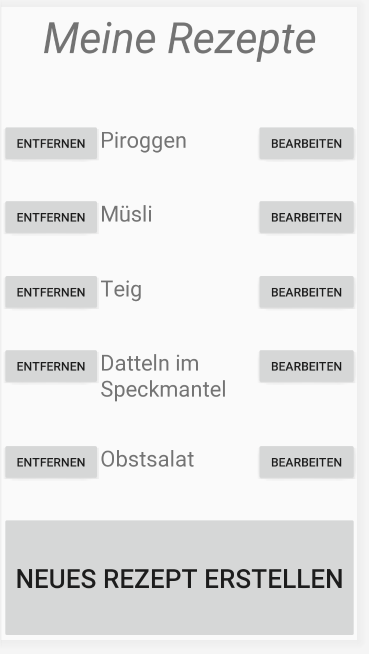 Meine Rezepte
ENTFERNEN Piroggen BEARBEITEN
ENTFERNEN Müsli BEARBEITEN
ENTFERNEN Teig BEARBEITEN
ENTFERNEN Datteln im BEARBEITEN
Speckmantel
ENTFERNEN Obstsalat BEARBEITEN
NEUES REZEPT ERSTELLEN